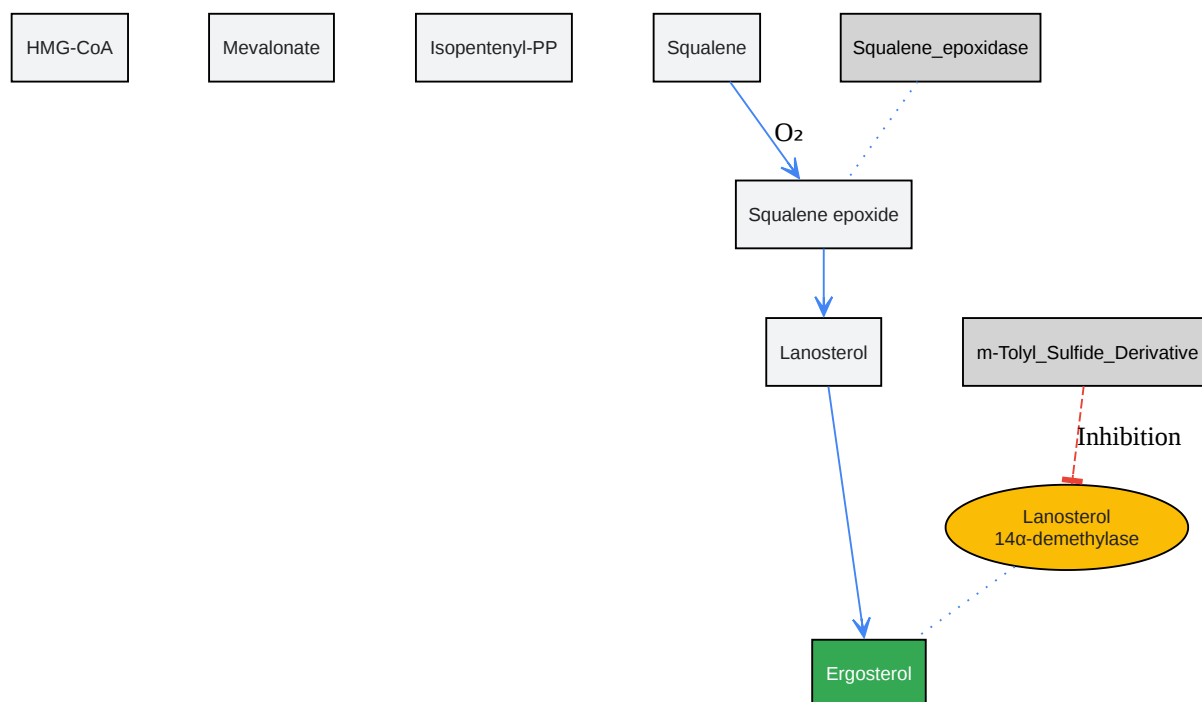 HMG-CoA
Mevalonate
Isopentenyl-PP
Squalene
Squalene_epoxidase
O₂
Squalene epoxide
Lanosterol
m-Tolyl_Sulfide_Derivative
Inhibition
Lanosterol
14α-demethylase
Ergosterol